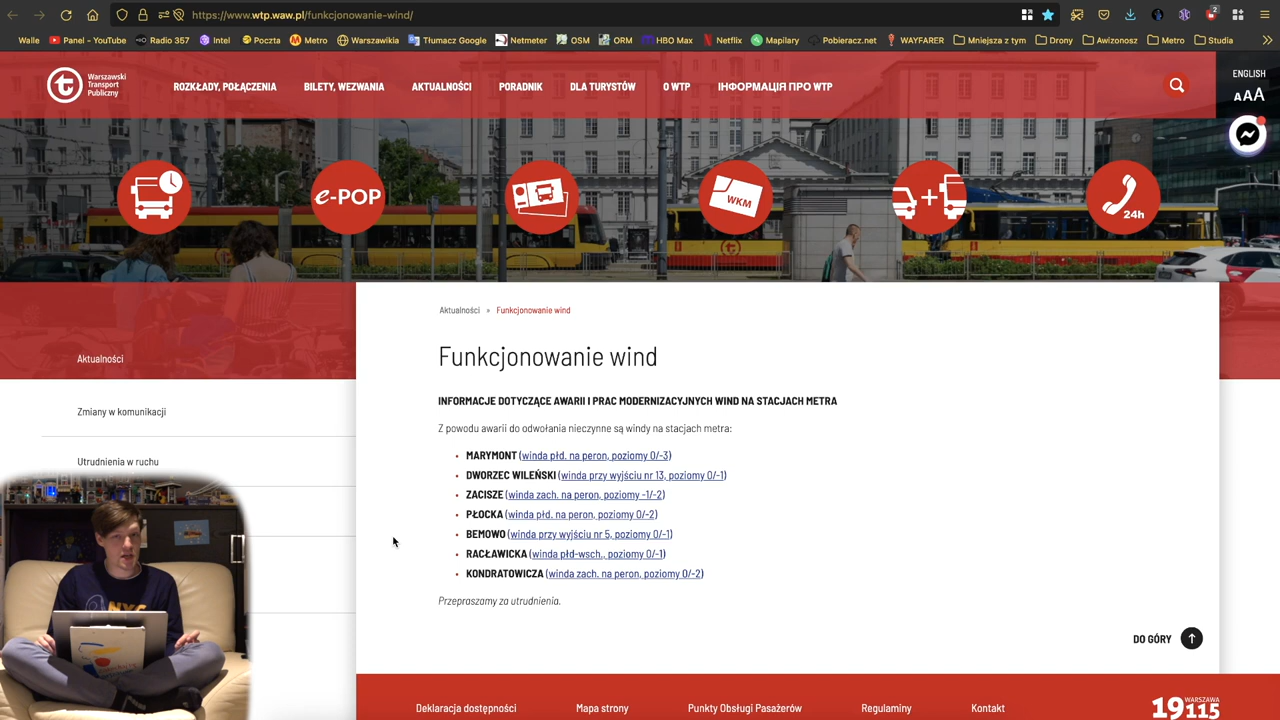 https://www.wtp.waw.pl/funkcjonowanie-wind/
2
Walle
Panel - YouTube
Radio 357
Intel
Poczta
Metro
Warszawikia
Tłumacz Google
Netmeter
OSM
ORM
HBO Max
Netflix
Mapilary
Pobieracz.net
WAYFARER
Mniejsza z tym
Drony
Awizonosz
Metro
Studia
Warszawski
Transport
Publiczny
ROZKŁADY, POŁĄCZENIA
BILETY, WEZWANIA
AKTUALNOŚCI
PORADNIK
DLA TURYSTÓW
O WTP
ІНФОРМАЦІЯ ПРО WTP
ENGLISH
AAA
e-POP
WKM
24h
Aktualności » Funkcjonowanie wind
Funkcjonowanie wind
Aktualności
Zmiany w komunikacji
Utrudnienia w ruchu
INFORMACJE DOTYCZĄCE AWARII I PRAC MODERNIZACYJNYCH WIND NA STACJACH METRA
Z powodu awarii do odwołania nieczynne są windy na stacjach metra:
• MARYMONT (winda płd. na peron, poziomy 0/-3)
• DWORZEC WILEŃSKI (winda przy wyjściu nr 13, poziomy 0/-1)
• ZACISZE (winda zach. na peron, poziomy -1/-2)
• PŁOCKA (winda płd. na peron, poziomy 0/-2)
• BEMOWO (winda przy wyjściu nr 5, poziomy 0/-1)
• RACŁAWICKA (winda płd-wsch., poziomy 0/-1)
• KONDRATOWICZA (winda zach. na peron, poziomy 0/-2)
Przepraszamy za utrudnienia.
DO GÓRY
Deklaracja dostępności
Mapa strony
Punkty Obsługi Pasażerów
Regulaminy
Kontakt
WARSZAWA
19115